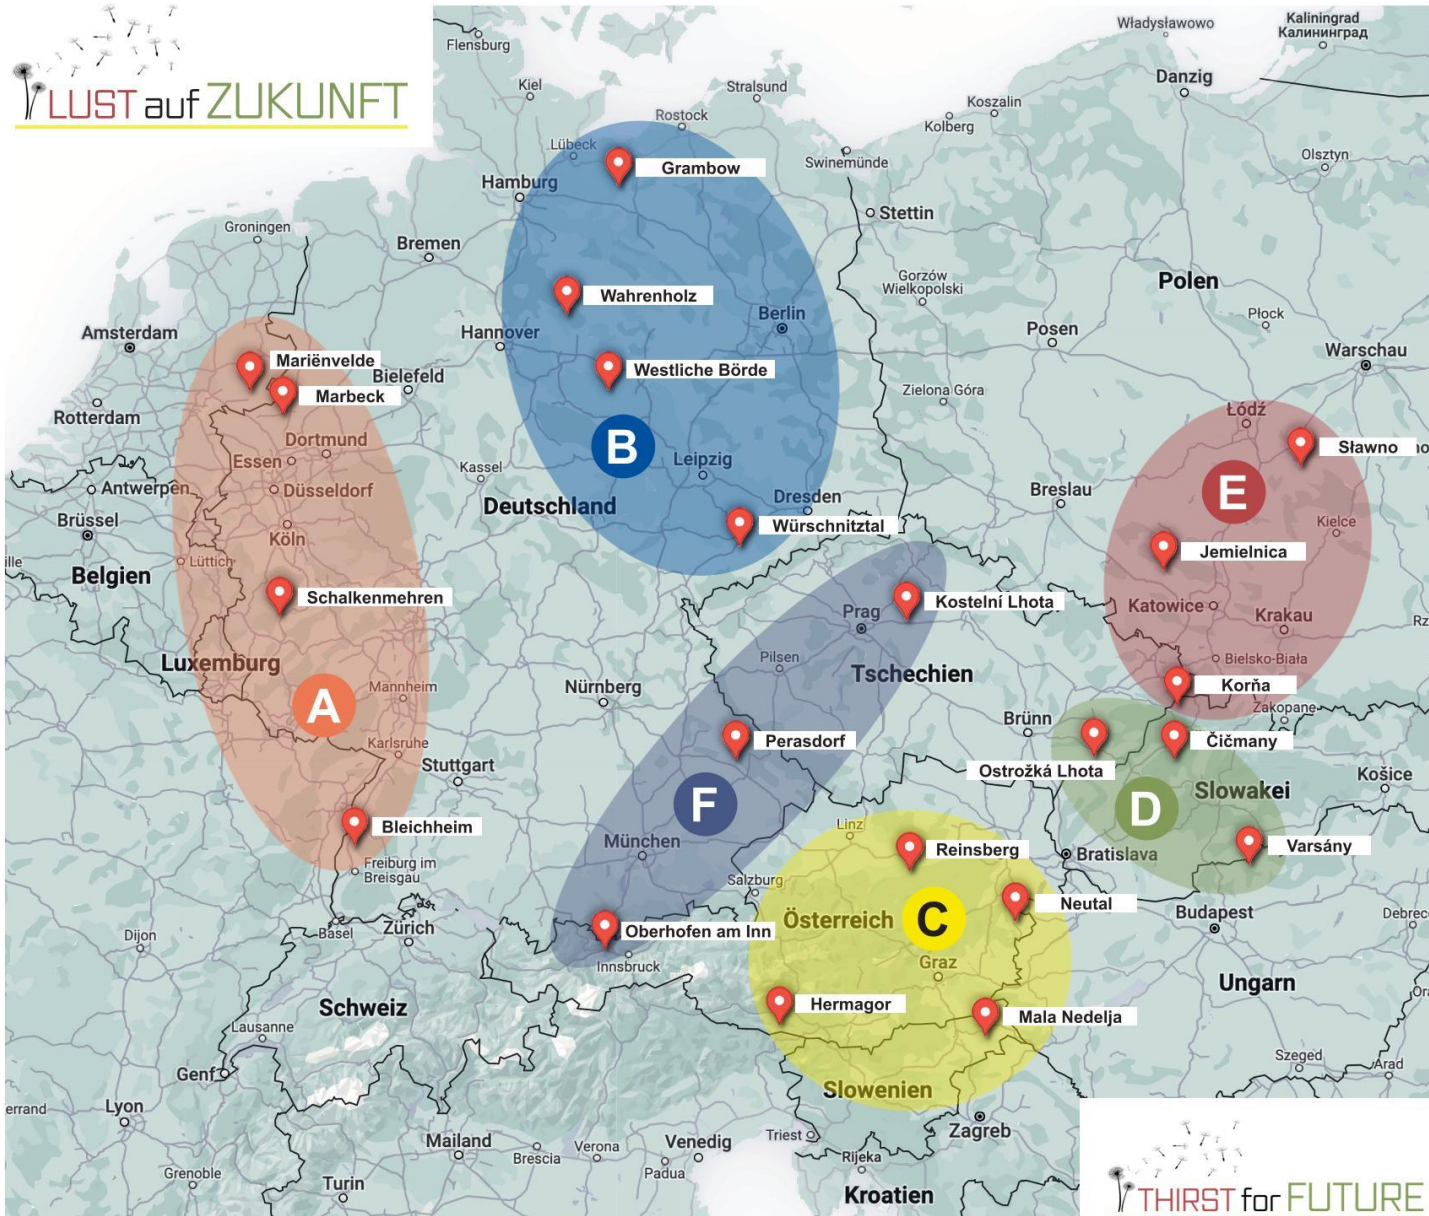 LUST auf ZUKUNFT
Flensburg
Kiel
Stralsund
Rostock
Lübeck
Hamburg
Grambow
Swinemünde
Koszalin
Kolberg
Władysławowo
Danzig
Kaliningrad
Калининград
Olsztyn
Stettin
Groningen
Bremen
Gorzów
Wielkopolski
Polen
Wahrenholz
Berlin
Hannover
Amsterdam
Posen
Płock
Warschau
Mariënvelde
Marbeck
Bielefeld
Westliche Börde
Zielona Góra
Rotterdam
Łódź
Sławno
Dortmund
Essen
B
Leipzig
Kassel
Düsseldorf
Antwerpen
Brüssel
Deutschland
Dresden
Breslau
E
Kielce
Würschnitztal
Köln
Lüttich
Belgien
Jemielnica
Schalkenmehren
Kostelní Lhota
Prag
Katowice
Krakau
Rz
Luxemburg
Pilsen
Tschechien
Bielsko-Biała
Korňa
Zakopane
A
Mannheim
Nürnberg
Karlsruhe
Stuttgart
Perasdorf
Brünn
Čičmany
Ostrožká Lhota
Slowakei
Košice
F
D
Bleichheim
Linz
München
Reinsberg
Bratislava
Varsány
Freiburg im
Breisgau
Salzburg
Neutal
Österreich
C
Budapest
Debrec
Dijon
Basel
Zürich
Oberhofen am Inn
Innsbruck
Graz
Ungarn
Schweiz
Hermagor
Mala Nedelja
Lausanne
Genf
Szeged
Arad
Slowenien
Lyon
Mailand
Brescia
Verona
Padua
Venedig
Triest
Zagreb
Rijeka
Grenoble
Turin
Kroatien
THIRST for FUTURE